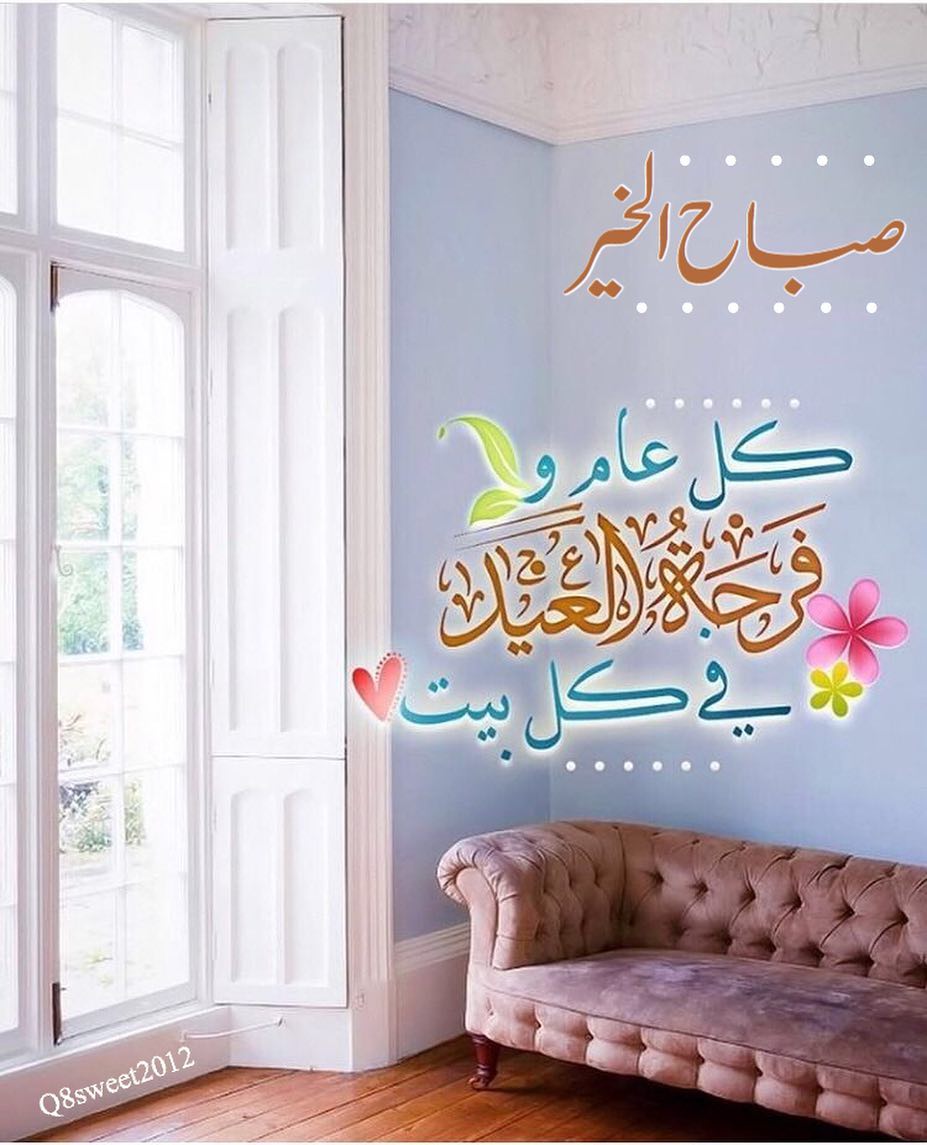 صباح الخير
كل عام و
فرحة العيد
في كل بيت
Q8sweet2012